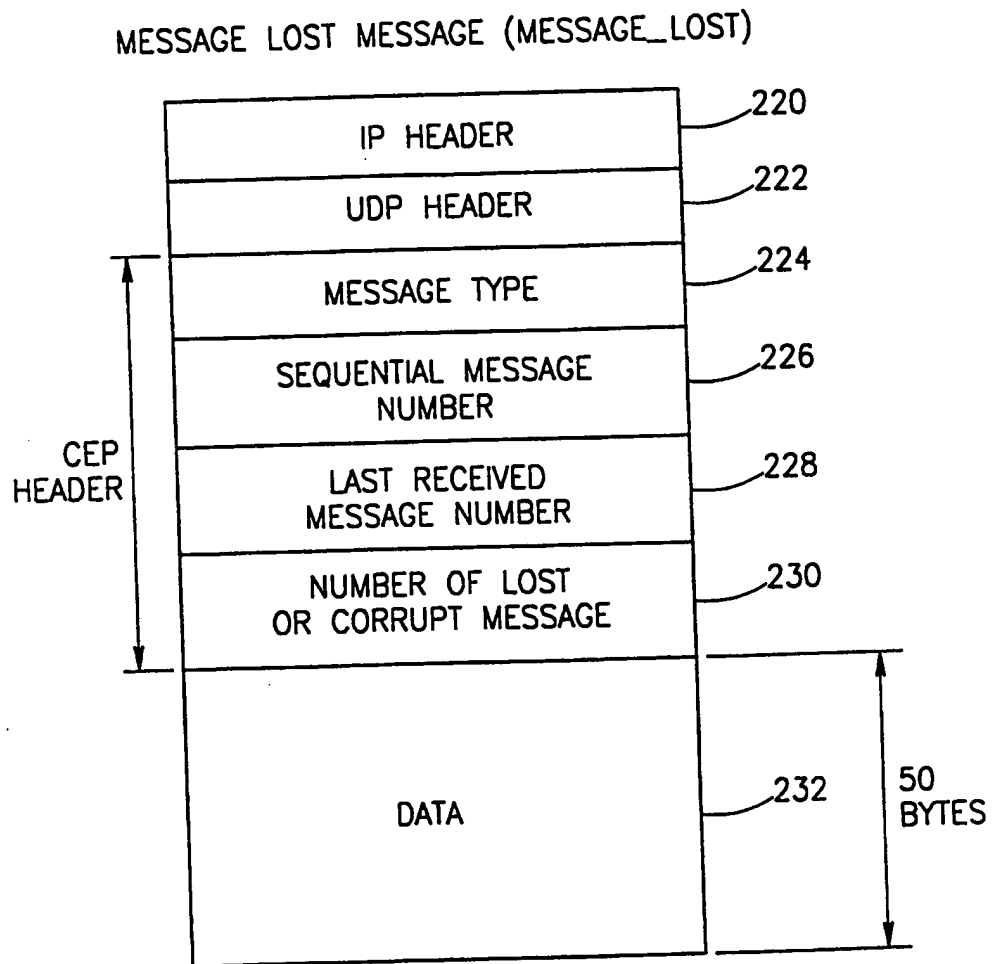 MESSAGE LOST MESSAGE (MESSAGE_LOST)
IP HEADER
220
UDP HEADER
222
MESSAGE TYPE
224
SEQUENTIAL MESSAGE
NUMBER
226
CEP
HEADER
LAST RECEIVED
MESSAGE NUMBER
228
NUMBER OF LOST
OR CORRUPT MESSAGE
230
DATA
232
50
BYTES